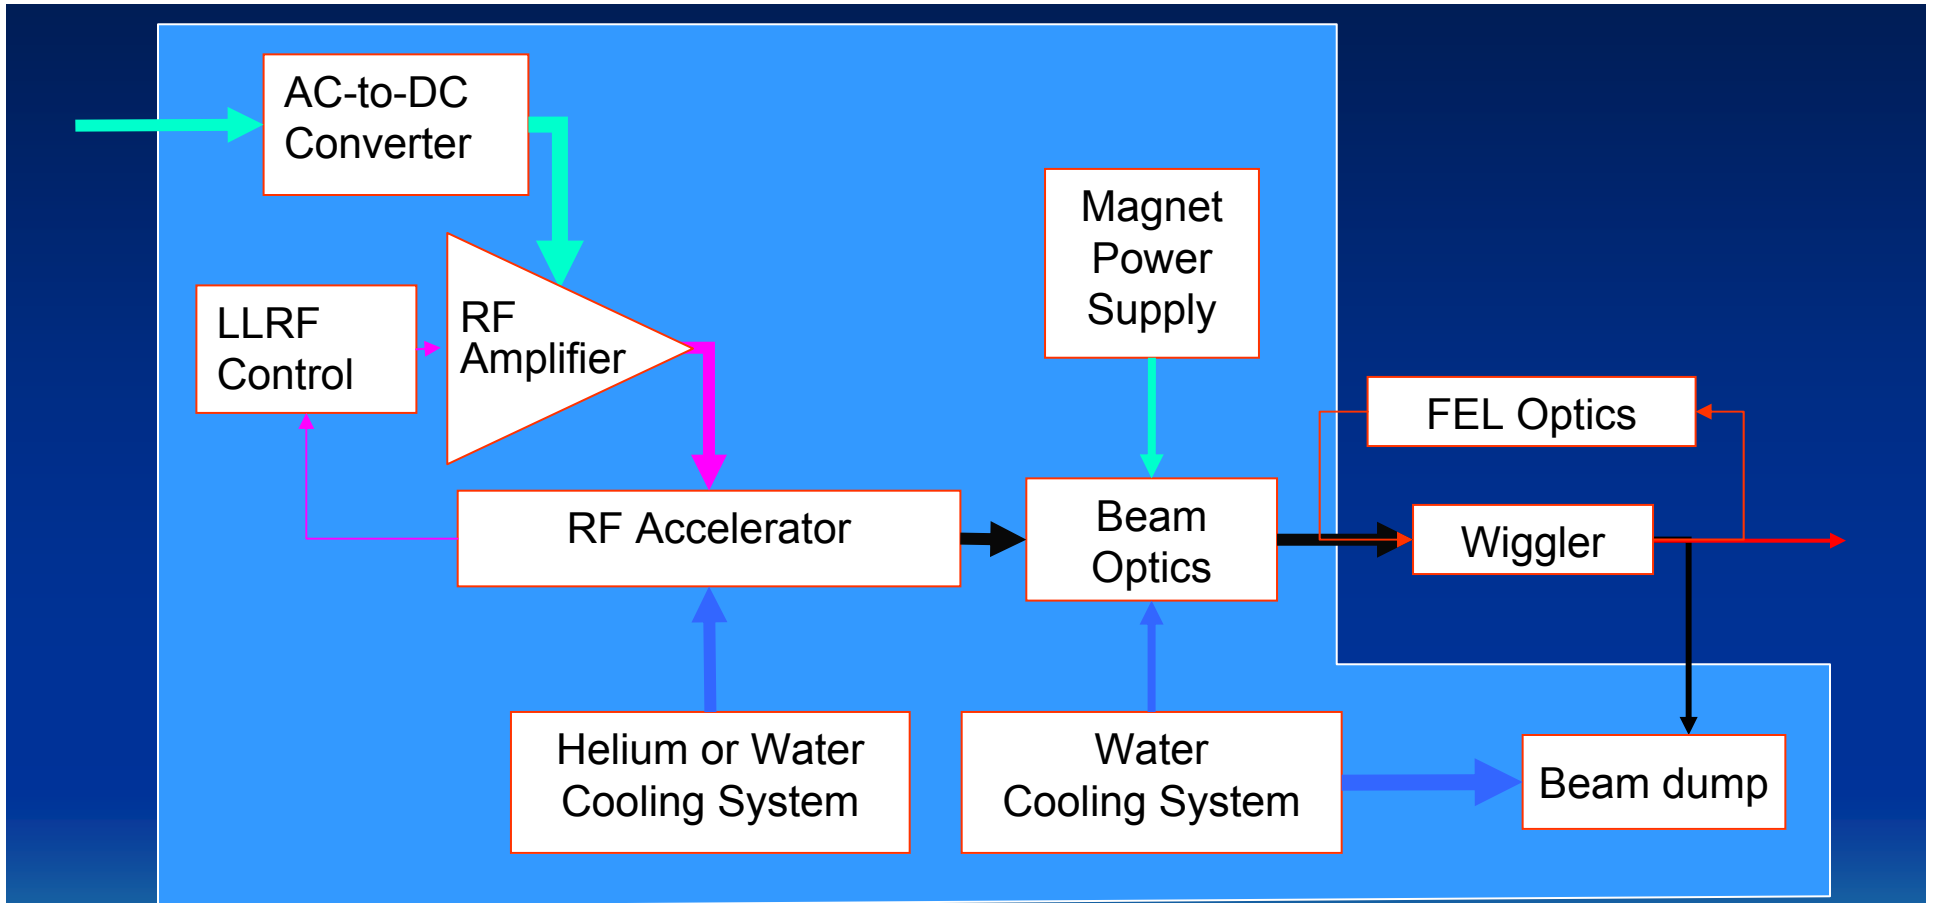 AC-to-DC
Converter
Magnet
Power
Supply
LLRF
Control
RF
Amplifier
FEL Optics
RF Accelerator
Beam
Optics
Wiggler
Helium or Water
Cooling System
Water
Cooling System
Beam dump